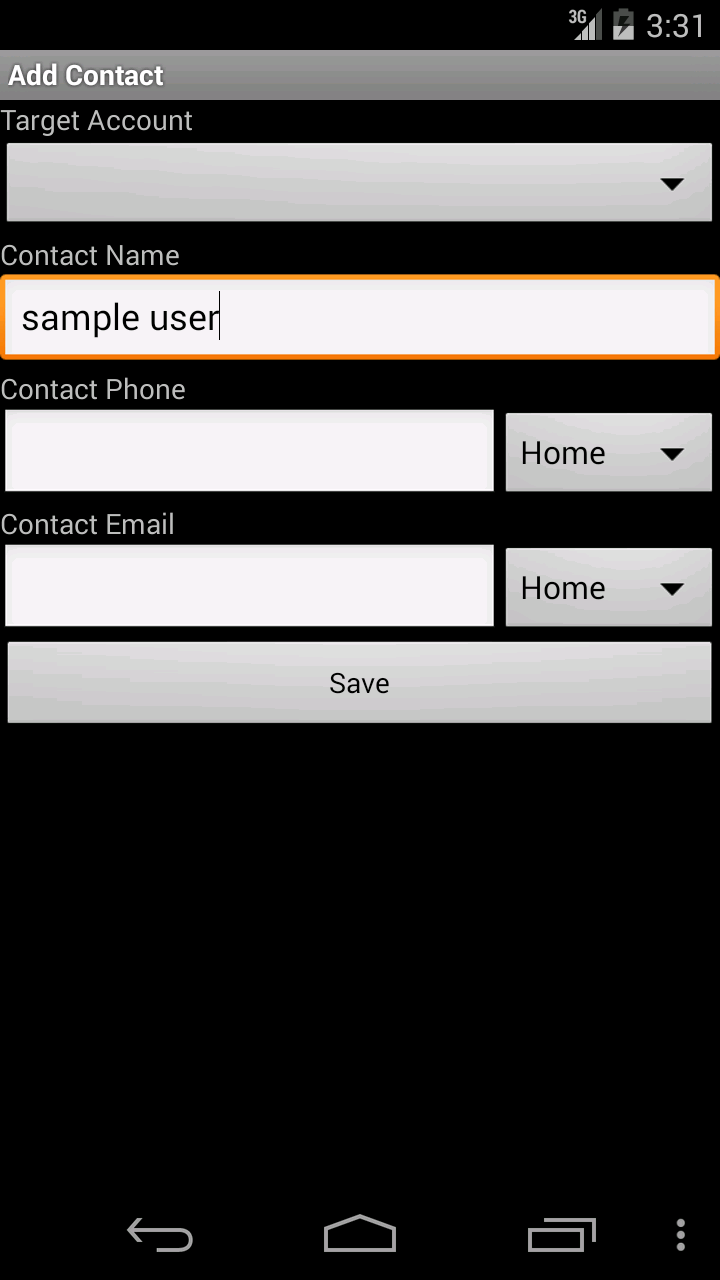 3G 3:31
Add Contact
Target Account
Contact Name
sample user
Contact Phone
Home
Contact Email
Home
Save